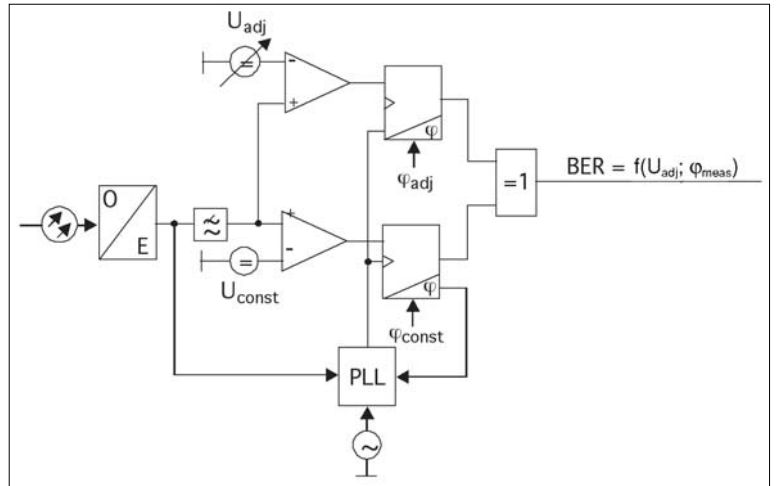 U_adj
=
-
+
φ
φ_adj
=1
BER = f(U_adj; φ_meas)
O
E
+
-
=
U_const
φ
φ_const
PLL
~